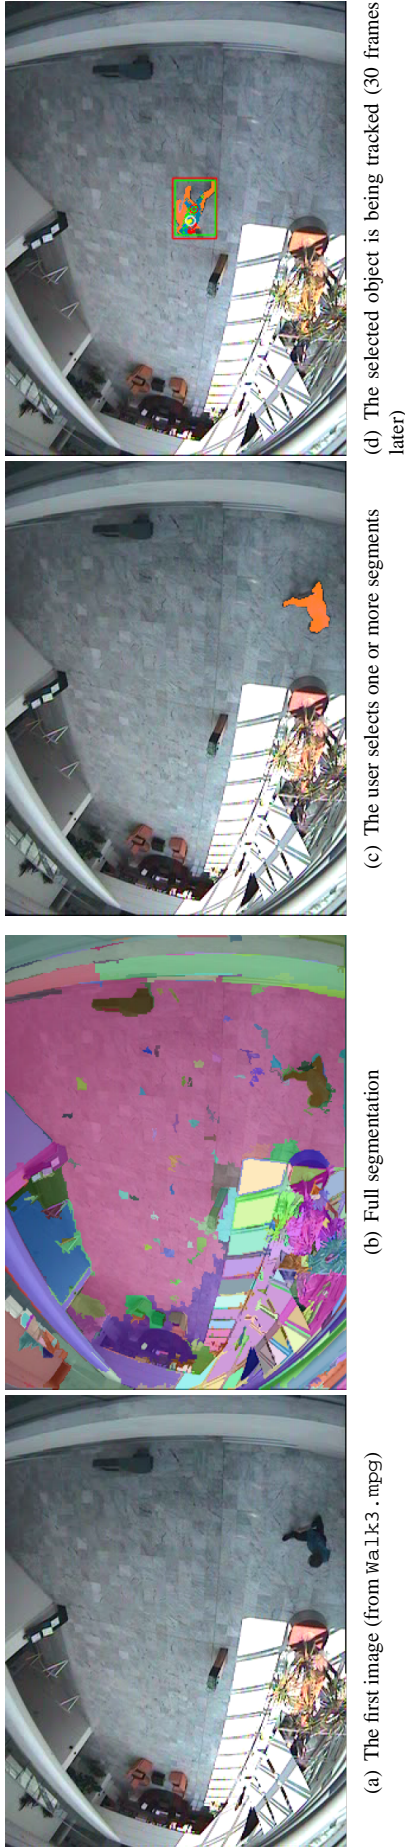 (a) The first image (from Walk3.mpg)
(b) Full segmentation
(c) The user selects one or more segments
(d) The selected object is being tracked (30 frames
later)